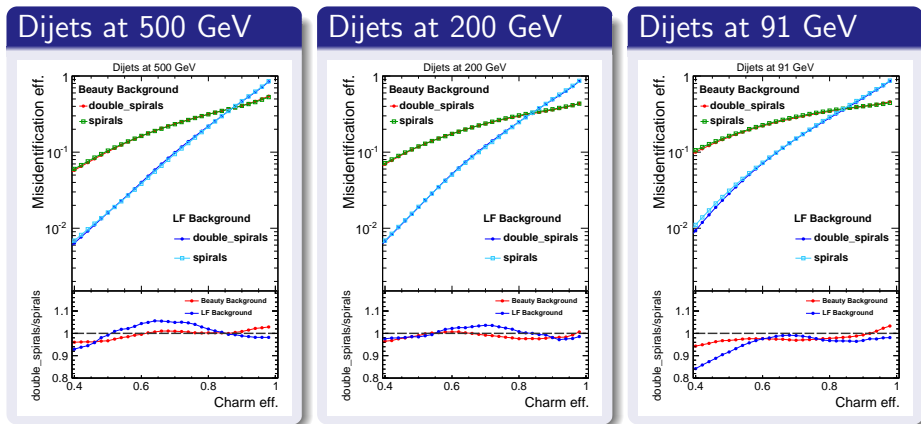 Dijets at 500 GeV
Dijets at 500 GeV
Misidentification eff.
1
10-1
10-2
Beauty Background
double_spirals
spirals
LF Background
double_spirals
spirals
double_spirals/spirals
1.1
1
0.9
0.8
Beauty Background
LF Background
0.4 0.6 0.8 1
Charm eff.
Dijets at 200 GeV
Dijets at 200 GeV
Misidentification eff.
1
10-1
10-2
Beauty Background
double_spirals
spirals
LF Background
double_spirals
spirals
double_spirals/spirals
1.1
1
0.9
0.8
Beauty Background
LF Background
0.4 0.6 0.8 1
Charm eff.
Dijets at 91 GeV
Dijets at 91 GeV
Misidentification eff.
1
10-1
10-2
Beauty Background
double_spirals
spirals
LF Background
double_spirals
spirals
double_spirals/spirals
1.1
1
0.9
0.8
Beauty Background
LF Background
0.4 0.6 0.8 1
Charm eff.